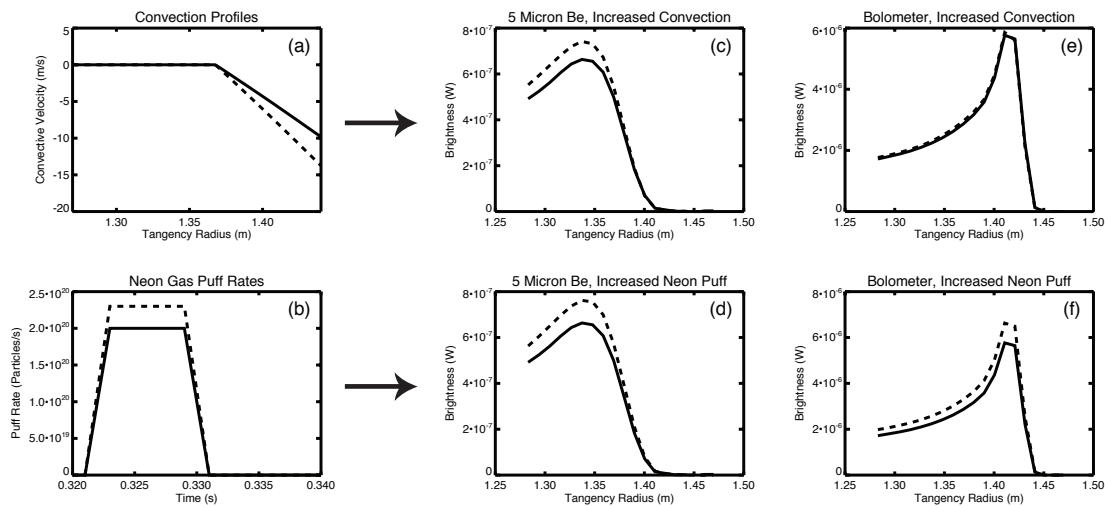 Convection Profiles
(a)
5
0
-5
-10
-15
-20
Convective Velocity (m/s)
1.30
1.35
1.40
Tangency Radius (m)
5 Micron Be, Increased Convection
(c)
8•10-7
6•10-7
4•10-7
2•10-7
0
Brightness (W)
1.25
1.30
1.35
1.40
1.45
1.50
Tangency Radius (m)
Bolometer, Increased Convection
(e)
6•10-6
4•10-6
2•10-6
0
Brightness (W)
1.25
1.30
1.35
1.40
1.45
1.50
Tangency Radius (m)
Neon Gas Puff Rates
(b)
2.5•1020
2.0•1020
1.5•1020
1.0•1020
5.0•1019
0
Puff Rate (Particles/s)
0.320
0.325
0.330
0.335
0.340
Time (s)
5 Micron Be, Increased Neon Puff
(d)
8•10-7
6•10-7
4•10-7
2•10-7
0
Brightness (W)
1.25
1.30
1.35
1.40
1.45
1.50
Tangency Radius (m)
Bolometer, Increased Neon Puff
(f)
8•10-6
6•10-6
4•10-6
2•10-6
0
Brightness (W)
1.25
1.30
1.35
1.40
1.45
1.50
Tangency Radius (m)